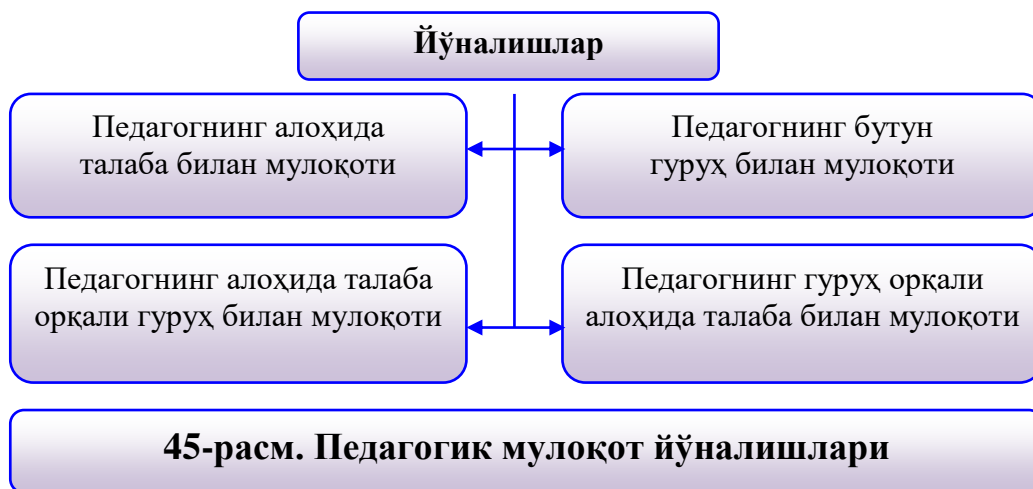 Йўналишлар
Педагогнинг алоҳида
талаба билан мулоқоти
Педагогнинг бутун
гуруҳ билан мулоқоти
Педагогнинг алоҳида талаба
орқали гуруҳ билан мулоқоти
Педагогнинг гуруҳ орқали
алоҳида талаба билан мулоқоти
45-расм. Педагогик мулоқот йўналишлари